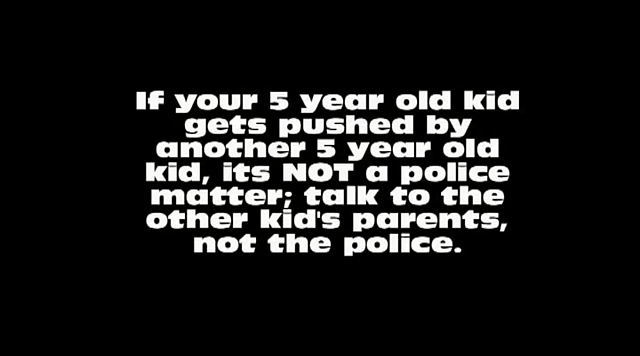 If your 5 year old kid
gets pushed by
another 5 year old
kid, its NOT a police
matter; talk to the
other kid's parents,
not the police.